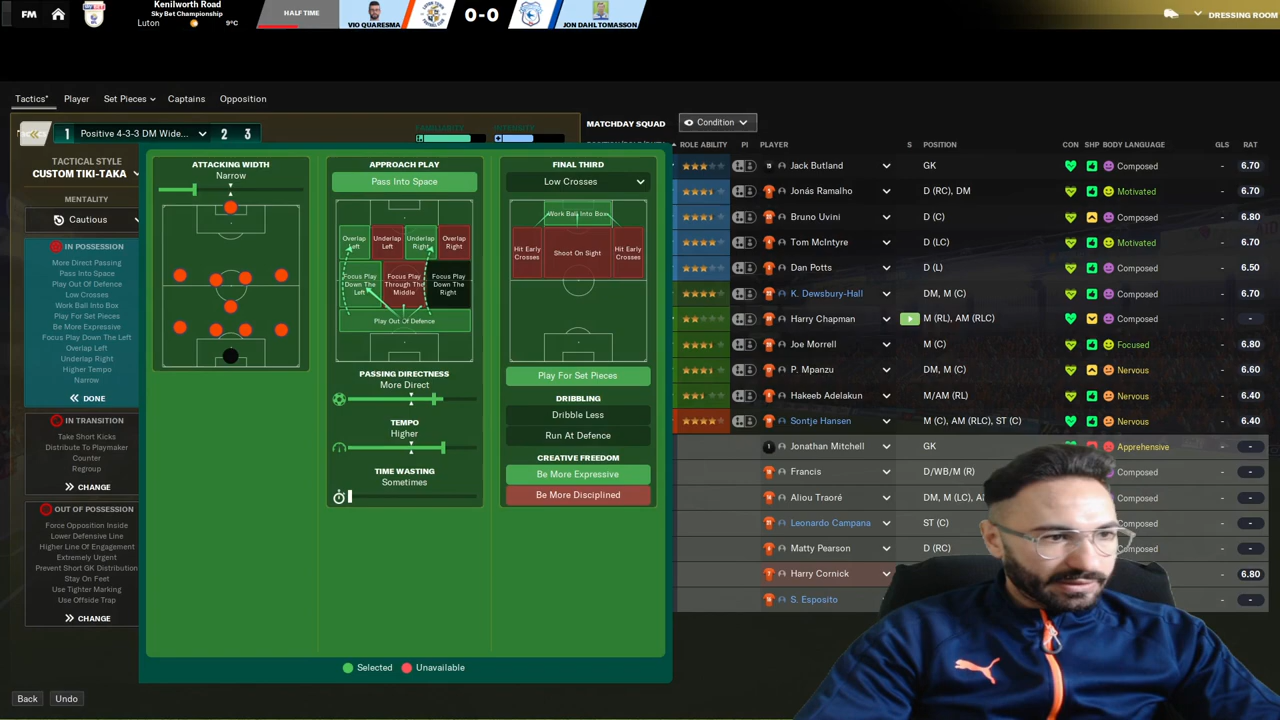 FM
Kenilworth Road
Sky Bet Championship
Luton 9°C
HALF TIME
VIO QUARESMA
0-0
JON DAHL TOMASSON
DRESSING ROOM
Tactics* Player Set Pieces Captains Opposition
1 Positive 4-3-3 DM Wide... 2 3
FAMILIARITY INTENSITY
MATCHDAY SQUAD
Condition
TACTICAL STYLE
CUSTOM TIKI-TAKA
MENTALITY
Cautious
IN POSSESSION
More Direct Passing
Pass Into Space
Play Out Of Defence
Low Crosses
Work Ball Into Box
Play For Set Pieces
Be More Expressive
Focus Play Down The Left
Overlap Left
Underlap Right
Higher Tempo
Narrow
DONE
IN TRANSITION
Take Short Kicks
Distribute To Playmaker
Counter
Regroup
CHANGE
OUT OF POSSESSION
Force Opposition Inside
Lower Defensive Line
Higher Line of Engagement
Extremely Urgent
Prevent Short GK Distribution
Stay On Feet
Use Tighter Marking
Use Offside Trap
CHANGE
ATTACKING WIDTH
Narrow
APPROACH PLAY
Pass Into Space
Overlap Left
Underlap Left
Underlap Right
Overlap Right
Focus Play Down The Left
Focus Play Through The Middle
Focus Play Down The Right
Play Out Of Defence
PASSING DIRECTNESS
More Direct
TEMPO
Higher
TIME WASTING
Sometimes
FINAL THIRD
Low Crosses
Work Ball Into Box
Hit Early Crosses
Shoot On Sight
Hit Early Crosses
Play For Set Pieces
DRIBBLING
Dribble Less
Run At Defence
CREATIVE FREEDOM
Be More Expressive
Be More Disciplined
Selected Unavailable
ROLE ABILITY PI PLAYER S POSITION CON SHP BODY LANGUAGE GLS RAT
Jack Butland GK Composed - 6.70
Jonás Ramalho D (RC), DM Motivated - 6.70
Bruno Uvini D (C) Composed - 6.80
Tom McIntyre D (LC) Motivated - 6.70
Dan Potts D (L) Composed - 6.50
K. Dewsbury-Hall DM, M (C) Composed - 6.70
Harry Chapman M (RL), AM (RLC) Composed - -
Joe Morrell M (C) Focused - 6.80
P. Mpanzu DM, M (C) Nervous - 6.60
Hakeeb Adelakun M/AM (RL) Nervous - 6.40
Sontje Hansen M (C), AM (RLC), ST (C) Nervous - 6.40
Jonathan Mitchell GK Apprehensive - -
Francis D/WB/M (R) Composed - -
Aliou Traoré DM, M (LC), Composed - -
Leonardo Campana ST (C) Composed - -
Matty Pearson D (RC) Composed - -
Harry Cornick - 6.80
S. Esposito - -
Back Undo